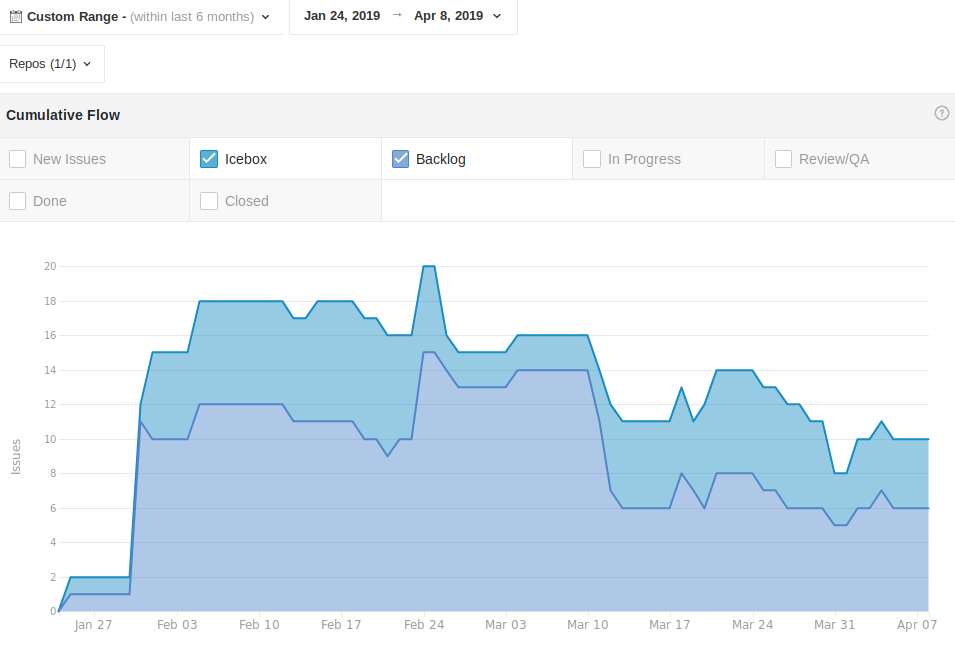 Custom Range - (within last 6 months)
Jan 24, 2019 → Apr 8, 2019
Repos (1/1)
Cumulative Flow
?
New Issues
Icebox
Backlog
In Progress
Review/QA
Done
Closed
20
18
16
14
12
10
8
6
4
2
0
Issues
Jan 27
Feb 03
Feb 10
Feb 17
Feb 24
Mar 03
Mar 10
Mar 17
Mar 24
Mar 31
Apr 07